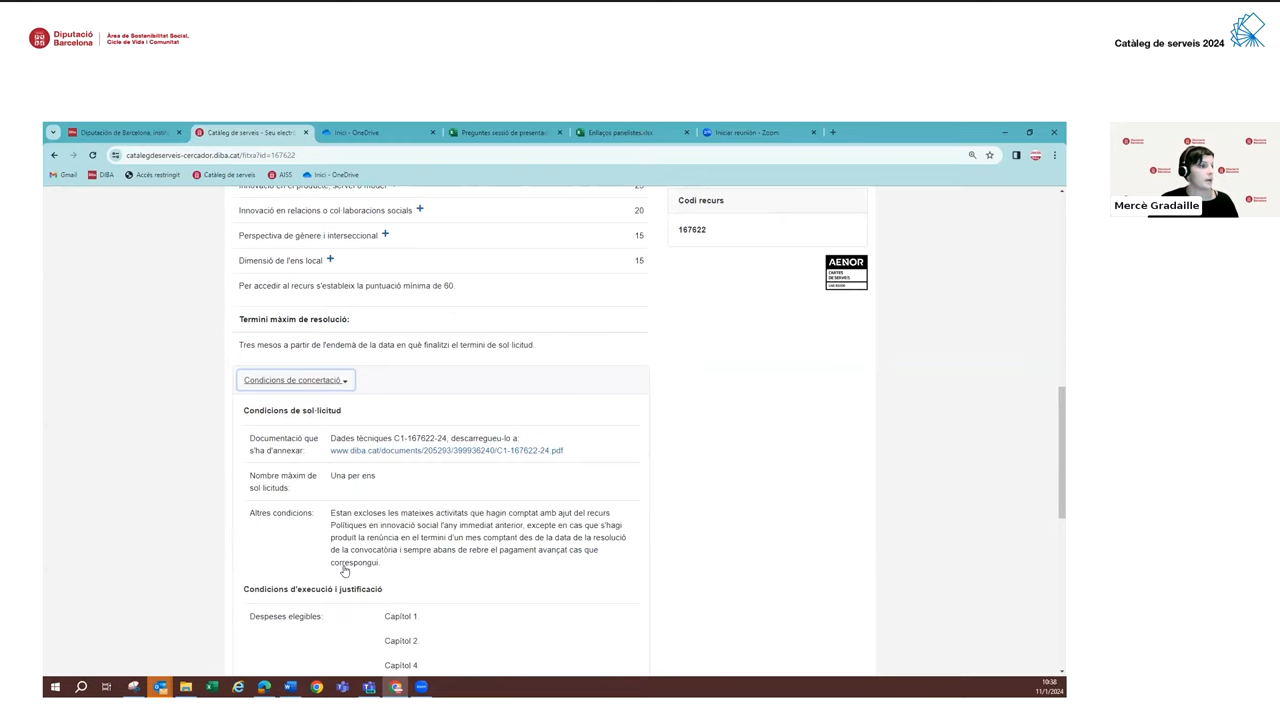 Diputació
Barcelona
Àrea de Sostenibilitat Social,
Cicle de Vida i Comunitat
Catàleg de serveis 2024
Diputación de Barcelona, instit
Catàleg de serveis - Seu electrò
Inici - OneDrive
Preguntes sessió de presentac
Enllaços panelistes.xlsx
Iniciar reunión - Zoom
catalegdeserveis-cercador.diba.cat/fitxa?id=167622
Gmail
DIBA
Accés restringit
Catàleg de serveis
AISS
Inici - OneDrive
Innovació en relacions o col·laboracions socials 20
Perspectiva de gènere i interseccional 15
Dimensió de l'ens local 15
Per accedir al recurs s'estableix la puntuació mínima de 60.
Termini màxim de resolució:
Tres mesos a partir de l'endemà de la data en què finalitzi el termini de sol·licitud.
Condicions de concertació
Condicions de sol·licitud
Documentació que s'ha d'annexar:
Dades tècniques C1-167622-24, descarregueu-lo a:
www.diba.cat/documents/205293/399936240/C1-167622-24.pdf
Nombre màxim de sol·licituds:
Una per ens
Altres condicions:
Estan excloses les mateixes activitats que hagin comptat amb ajut del recurs
Polítiques en innovació social l'any immediat anterior, excepte en cas que s'hagi
produït la renúncia en el termini d'un mes comptant des de la data de la resolució
de la convocatòria i sempre abans de rebre el pagament avançat cas que
correspongui.
Condicions d'execució i justificació
Despeses elegibles:
Capítol 1
Capítol 2
Capítol 4
Codi recurs
167622
AENOR
CARTES
DE SERVEIS
Mercè Gradaille
10:38
11/1/2024